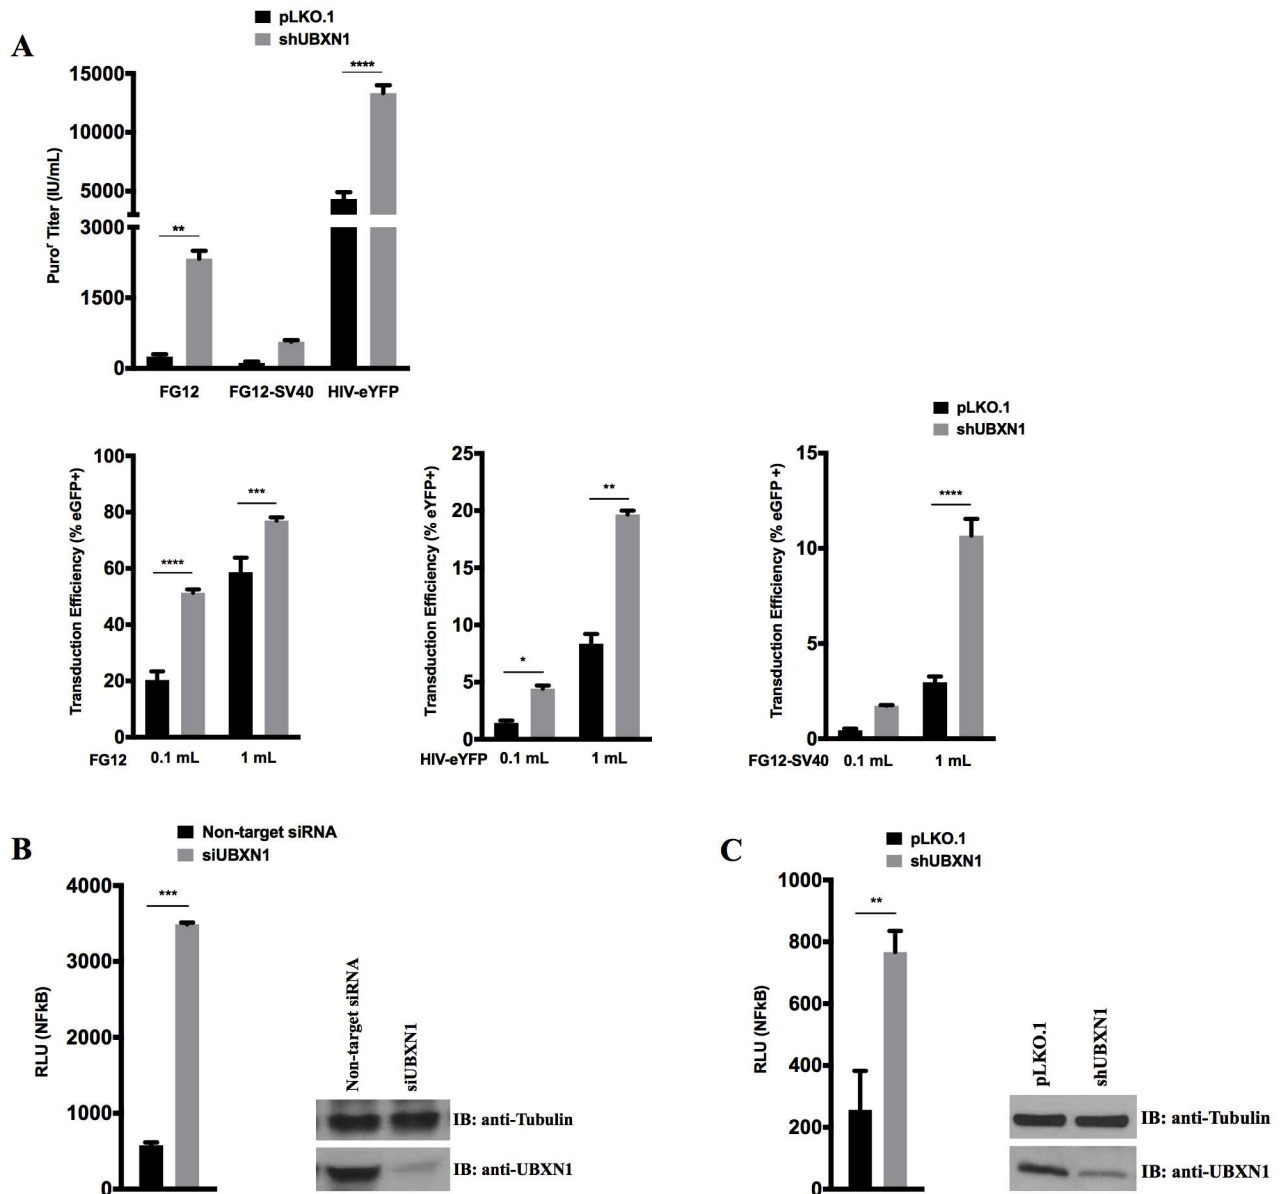 A
pLKO.1
shUBXN1
Puroʳ Titer (IU/mL)
15000
10000
5000
3000
1500
0
**
****
FG12
FG12-SV40
HIV-eYFP
pLKO.1
shUBXN1
Transduction Efficiency (% eGFP+)
100
80
60
40
20
0
****
***
FG12
0.1 mL
1 mL
Transduction Efficiency (% eYFP+)
25
20
15
10
5
0
*
**
HIV-eYFP
0.1 mL
1 mL
Transduction Efficiency (% eGFP +)
15
10
5
0
****
FG12-SV40
0.1 mL
1 mL
B
Non-target siRNA
siUBXN1
RLU (NFkB)
4000
3000
2000
1000
0
***
Non-target siRNA
siUBXN1
IB: anti-Tubulin
IB: anti-UBXN1
C
pLKO.1
shUBXN1
RLU (NFkB)
1000
800
600
400
200
0
**
pLKO.1
shUBXN1
IB: anti-Tubulin
IB: anti-UBXN1